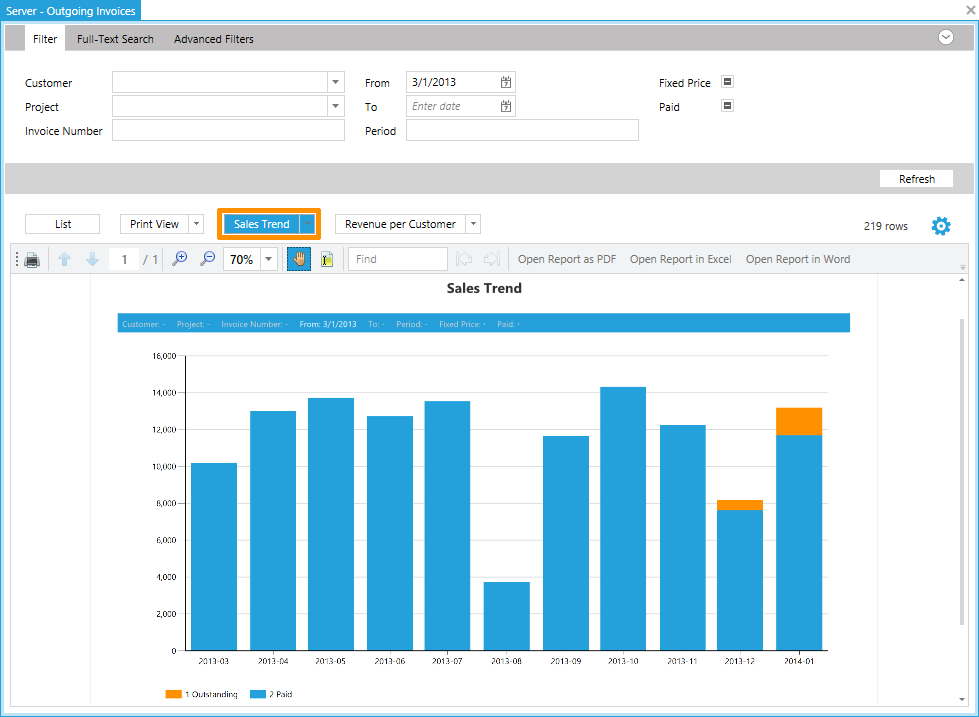 Server - Outgoing Invoices
Filter Full-Text Search Advanced Filters
Customer From 3/1/2013 Fixed Price
Project To Enter date Paid
Invoice Number Period
Refresh
List Print View Sales Trend Revenue per Customer 219 rows
1 / 1 70% Find Open Report as PDF Open Report in Excel Open Report in Word
Sales Trend
Customer: - Project: - Invoice Number: - From: 3/1/2013 To: - Period: - Fixed Price: - Paid: -
16,000
14,000
12,000
10,000
8,000
6,000
4,000
2,000
0
2013-03 2013-04 2013-05 2013-06 2013-07 2013-08 2013-09 2013-10 2013-11 2013-12 2014-01
1 Outstanding 2 Paid